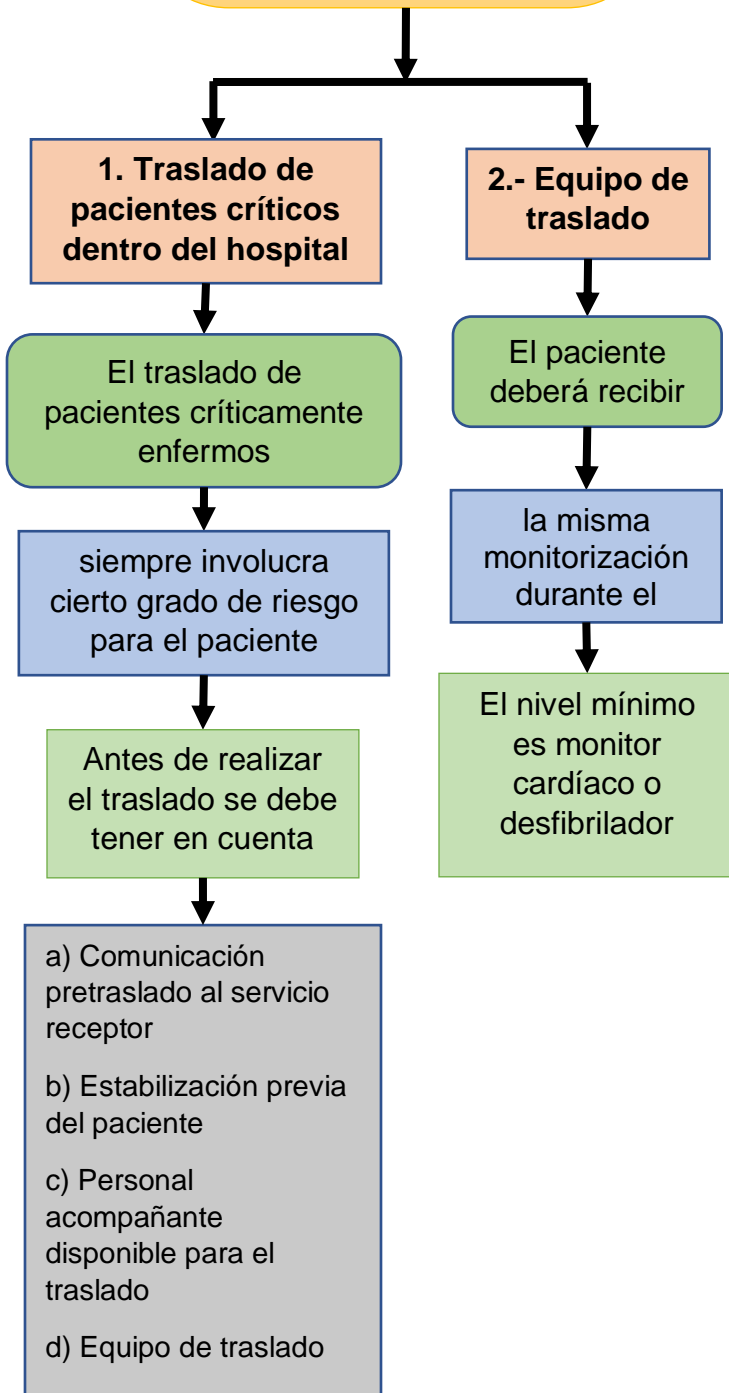 1. Traslado de
pacientes críticos
dentro del hospital
El traslado de
pacientes críticamente
enfermos
siempre involucra
cierto grado de riesgo
para el paciente
Antes de realizar
el traslado se debe
tener en cuenta
a) Comunicación
pretraslado al servicio
receptor
b) Estabilización previa
del paciente
c) Personal
acompañante
disponible para el
traslado
d) Equipo de traslado
2.- Equipo de
traslado
El paciente
deberá recibir
la misma
monitorización
durante el
El nivel mínimo
es monitor
cardíaco o
desfibrilador